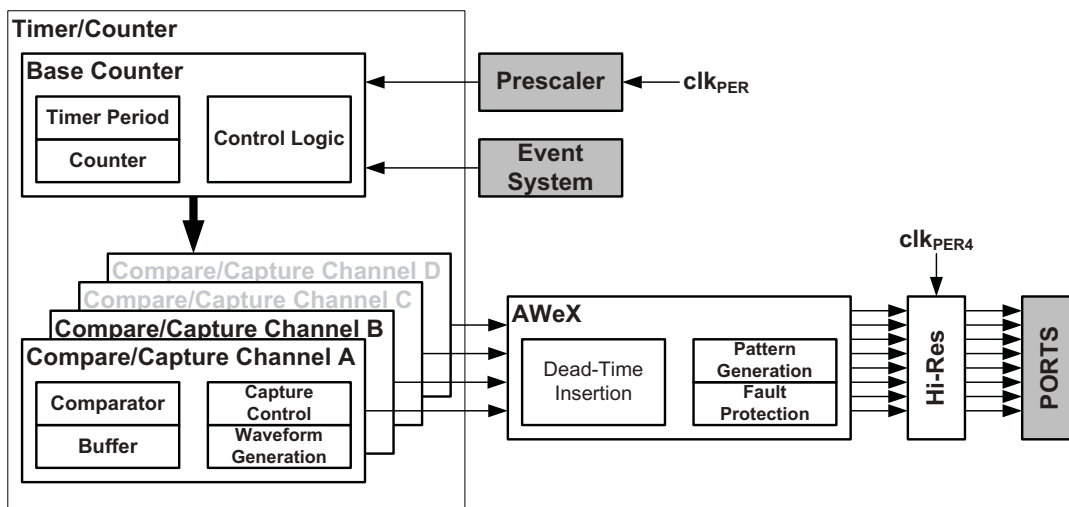 Timer/Counter
Base Counter
Timer Period
Counter
Control Logic
Prescaler
clkPER
Event
System
Compare/Capture Channel D
Compare/Capture Channel C
Compare/Capture Channel B
Compare/Capture Channel A
Comparator
Buffer
Capture
Control
Waveform
Generation
AWeX
Dead-Time
Insertion
Pattern
Generation
Fault
Protection
clkPER4
Hi-Res
PORTS